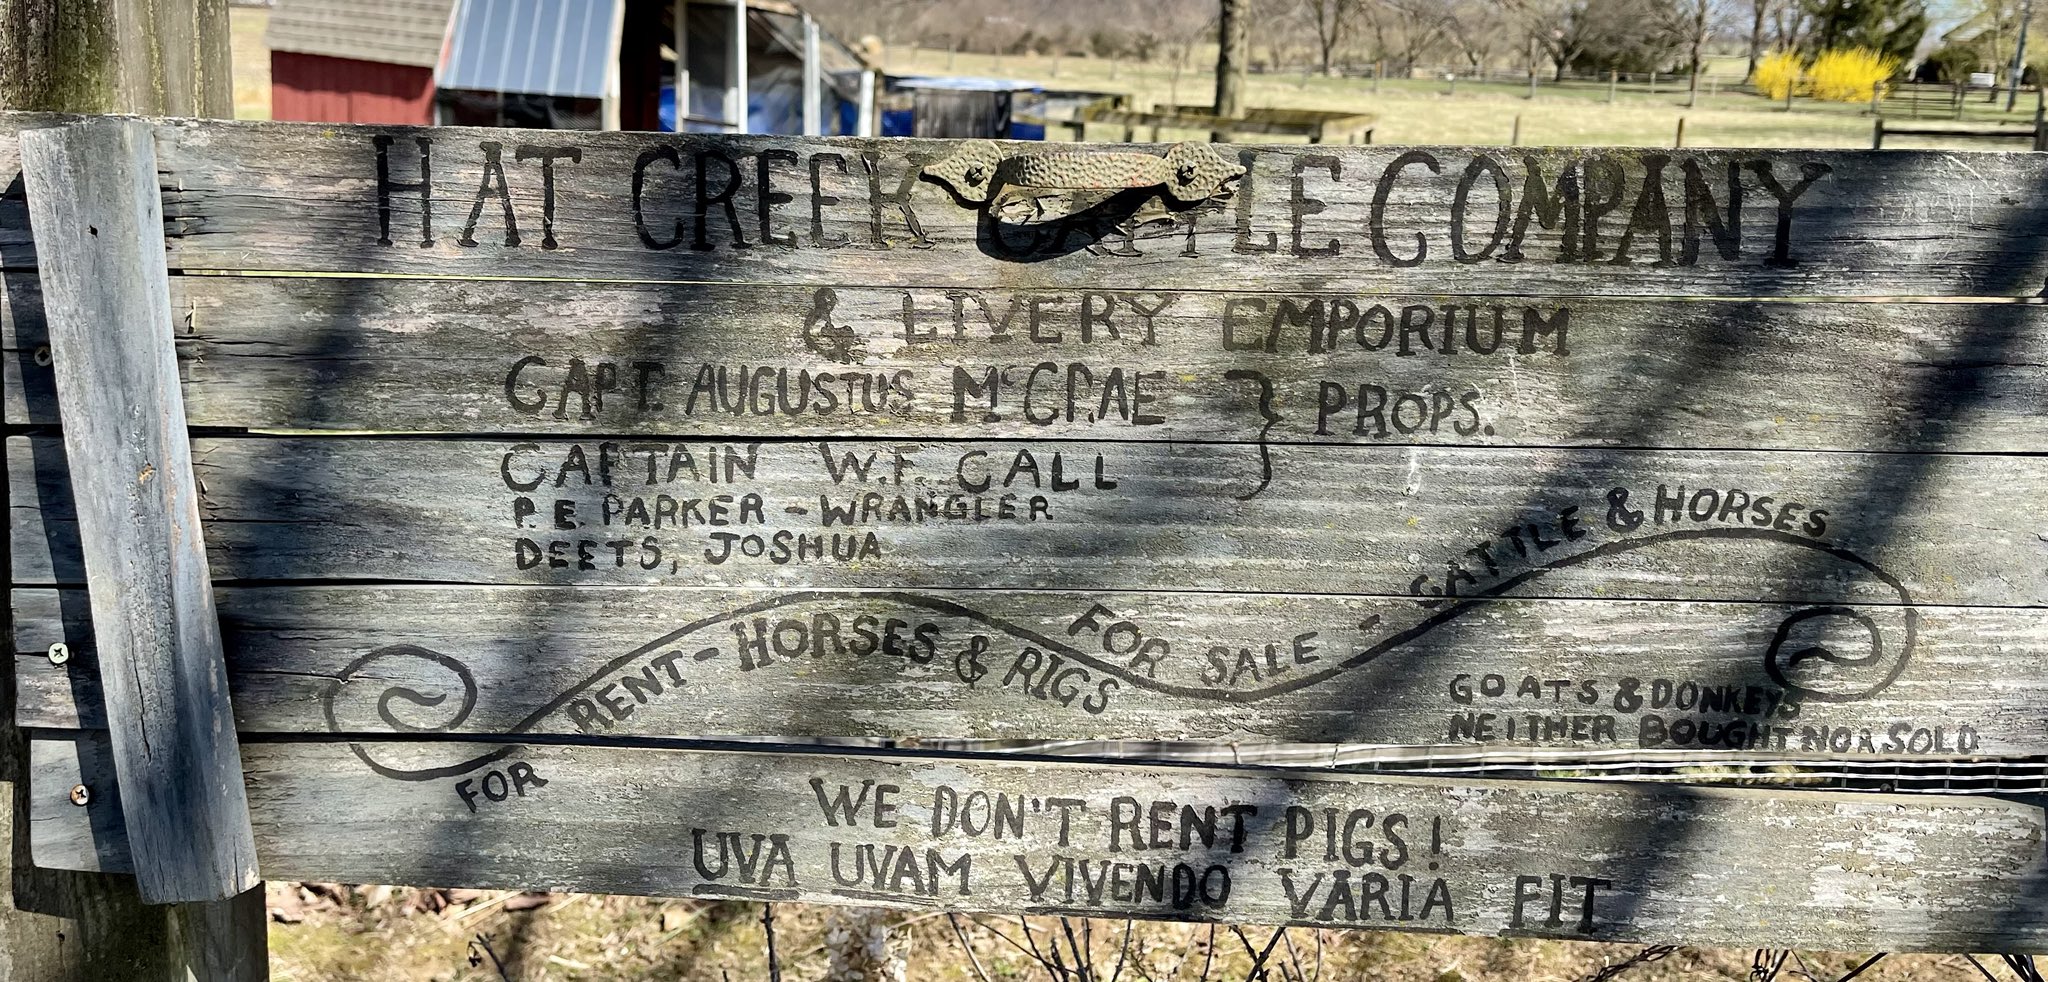 HAT CREEK CATTLE COMPANY
& LIVERY EMPORIUM
CAPT. AUGUSTUS McCRAE } PROPS.
CAPTAIN W.F. CALL
P.E. PARKER - WRANGLER
DEETS, JOSHUA
FOR RENT - HORSES & RIGS FOR SALE - CATTLE & HORSES
GOATS & DONKEYS
NEITHER BOUGHT NOR SOLD
WE DON'T RENT PIGS!
UVA UVAM VIVENDO VARIA FIT